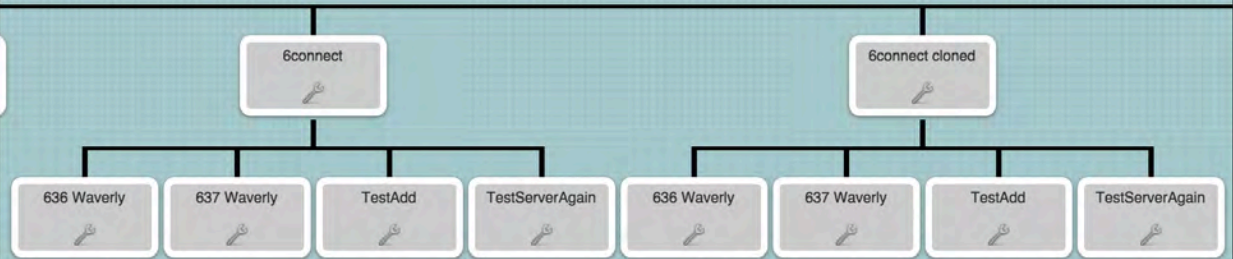 6connect
6connect cloned
636 Waverly
637 Waverly
TestAdd
TestServerAgain
636 Waverly
637 Waverly
TestAdd
TestServerAgain